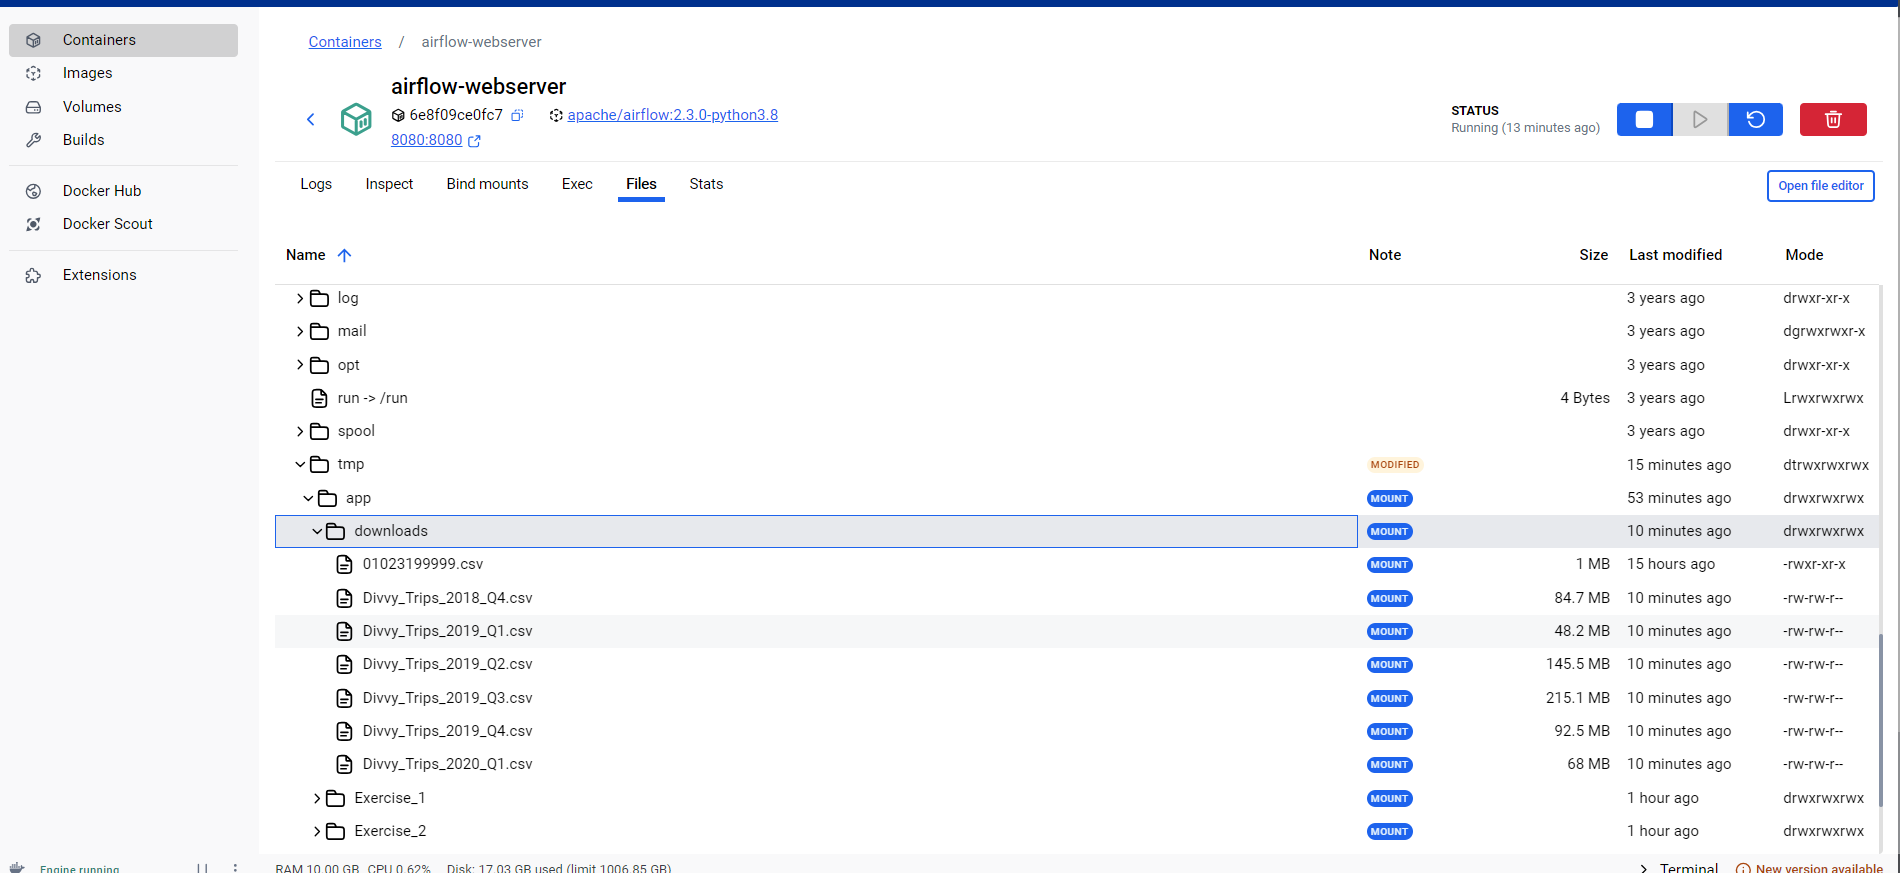 Containers
Images
Volumes
Builds
Docker Hub
Docker Scout
Extensions
Containers / airflow-webserver
airflow-webserver
6e8f09ce0fc7 apache/airflow:2.3.0-python3.8
8080:8080
STATUS
Running (13 minutes ago)
Logs Inspect Bind mounts Exec Files Stats
Open file editor
Name Note Size Last modified Mode
log 3 years ago drwxr-xr-x
mail 3 years ago dgrwxrwxr-x
opt 3 years ago drwxr-xr-x
run -> /run 4 Bytes 3 years ago Lrwxrwxrwx
spool 3 years ago drwxr-xr-x
tmp MODIFIED 15 minutes ago dtrwxrwxrwx
app MOUNT 53 minutes ago drwxrwxrwx
downloads MOUNT 10 minutes ago drwxrwxrwx
01023199999.csv MOUNT 1 MB 15 hours ago -rwxr-xr-x
Divvy_Trips_2018_Q4.csv MOUNT 84.7 MB 10 minutes ago -rw-rw-r--
Divvy_Trips_2019_Q1.csv MOUNT 48.2 MB 10 minutes ago -rw-rw-r--
Divvy_Trips_2019_Q2.csv MOUNT 145.5 MB 10 minutes ago -rw-rw-r--
Divvy_Trips_2019_Q3.csv MOUNT 215.1 MB 10 minutes ago -rw-rw-r--
Divvy_Trips_2019_Q4.csv MOUNT 92.5 MB 10 minutes ago -rw-rw-r--
Divvy_Trips_2020_Q1.csv MOUNT 68 MB 10 minutes ago -rw-rw-r--
Exercise_1 MOUNT 1 hour ago drwxrwxrwx
Exercise_2 MOUNT 1 hour ago drwxrwxrwx
Engine running RAM 10.00 GB CPU 0.62% Disk: 17.03 GB used (limit 1006.85 GB) Terminal New version available